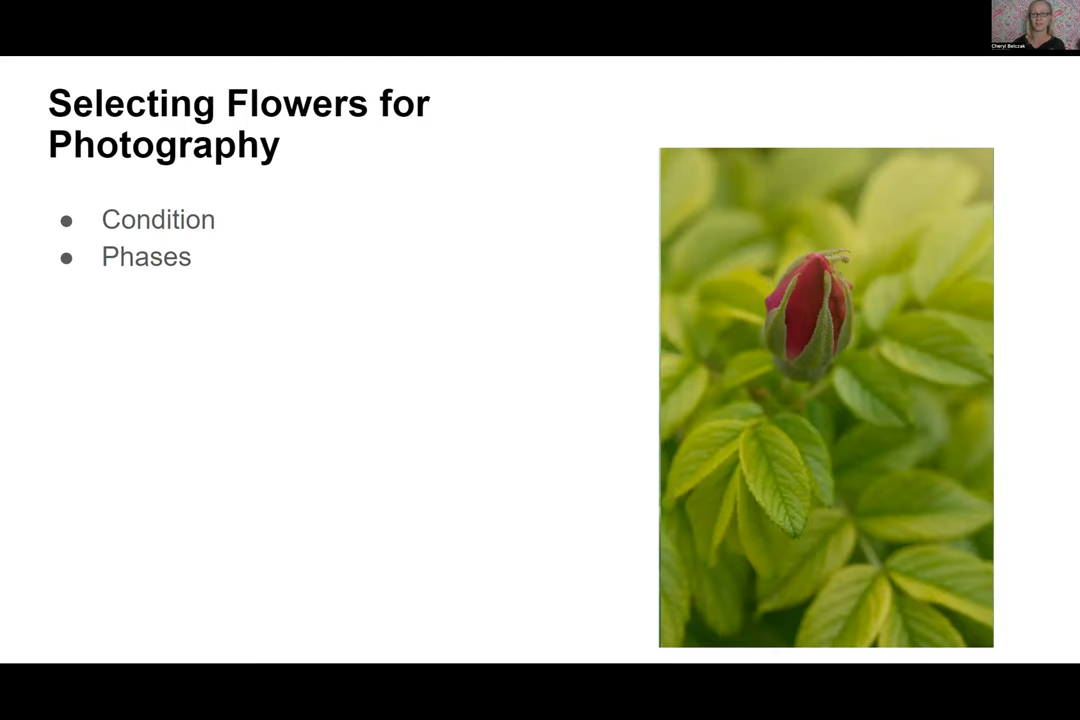 Cheryl Belczak
Selecting Flowers for
Photography
● Condition
● Phases